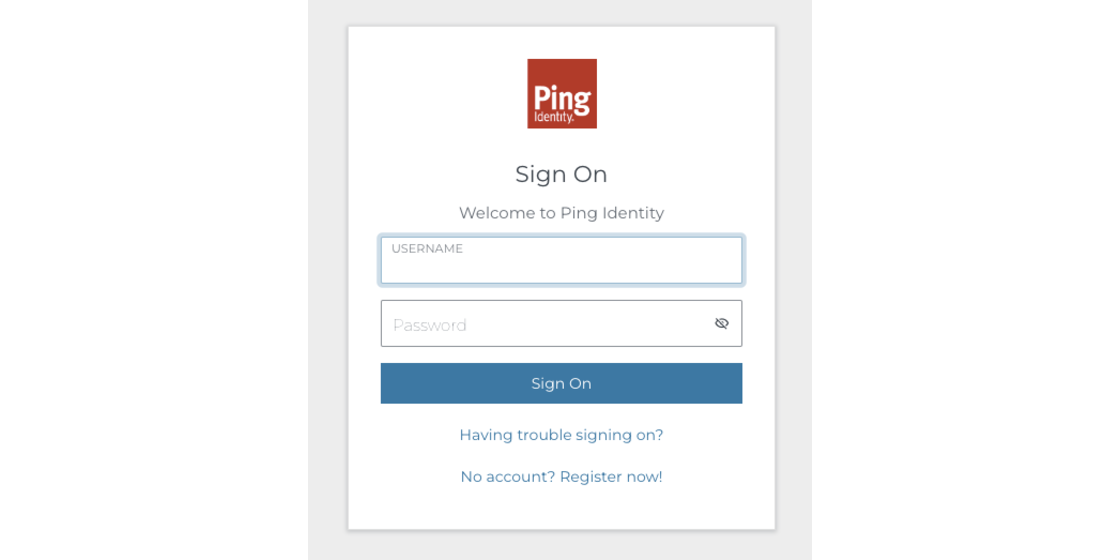 Ping
Identity.
Sign On
Welcome to Ping Identity
USERNAME
Password
Sign On
Having trouble signing on?
No account? Register now!